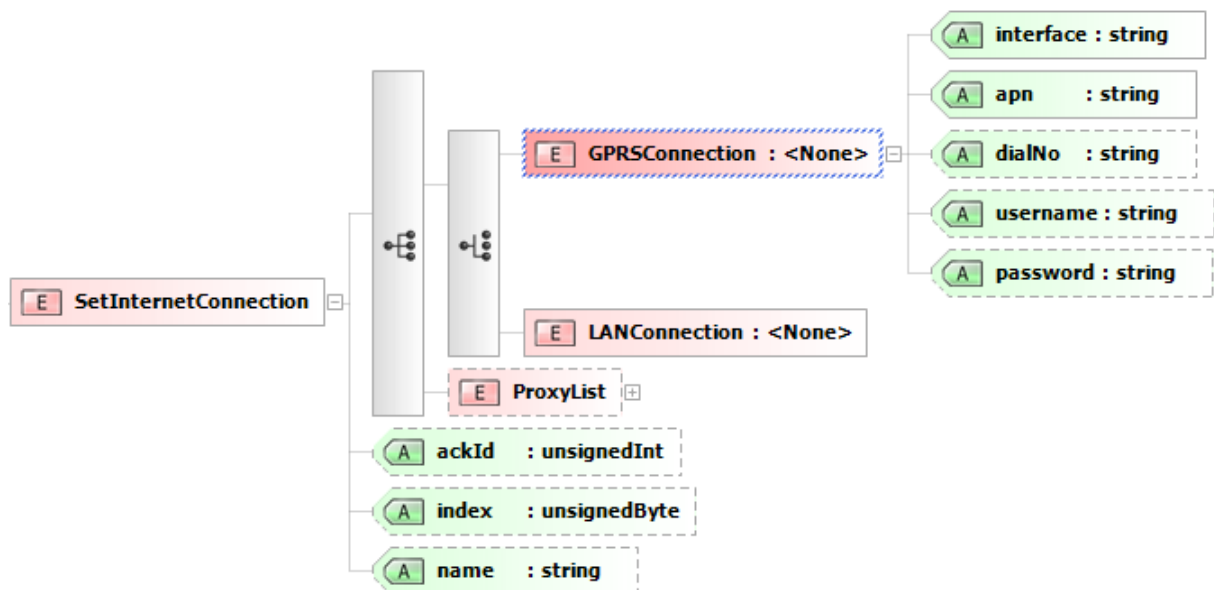 A interface : string
A apn : string
E GPRSConnection : <None>
A dialNo : string
A username : string
A password : string
E SetInternetConnection
E LANConnection : <None>
E ProxyList
A ackId : unsignedInt
A index : unsignedByte
A name : string